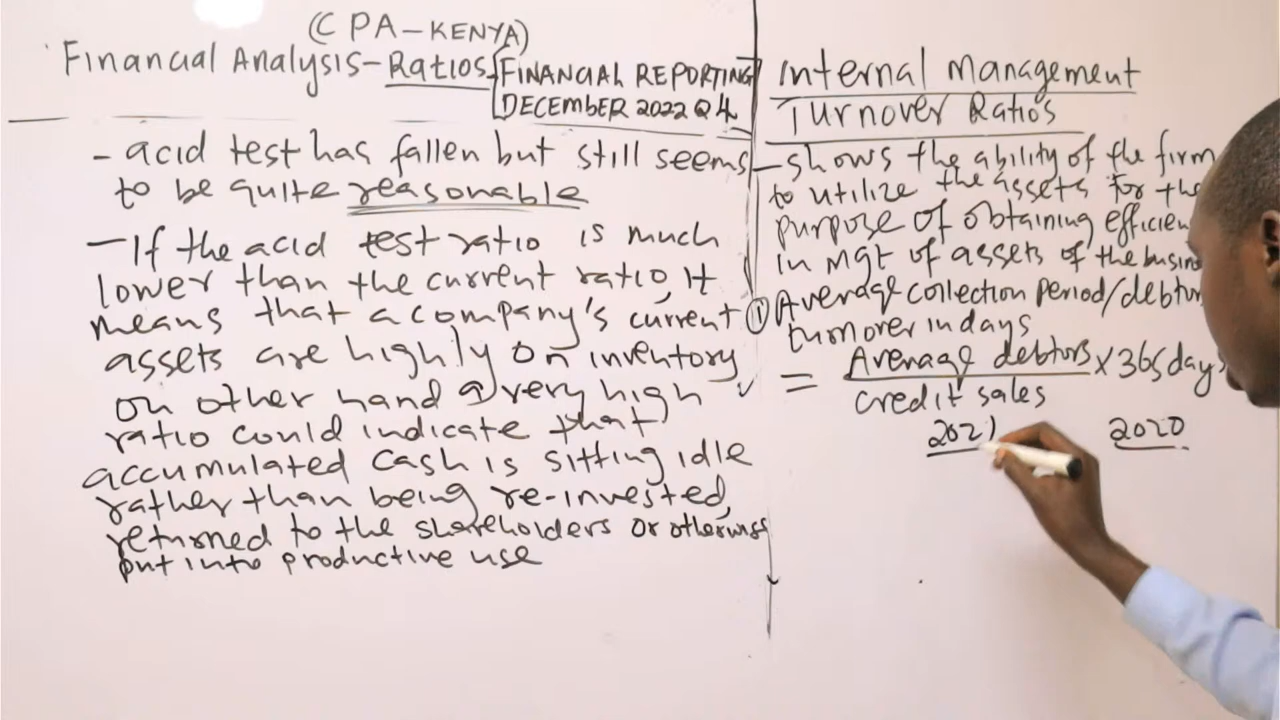 (CPA-KENYA)
Financial Analysis-Ratios
FINANCIAL REPORTING
DECEMBER 2022 Q4
- acid test has fallen but still seems
to be quite reasonable
- If the acid test ratio is much
lower than the current ratio, It
means that a company's current
assets are highly on inventory
on other hand a very high
ratio could indicate that
accumulated cash is sitting idle
rather than being re-invested,
returned to the shareholders or otherwise
put into productive use
Internal Management
Turnover Ratios
- shows the ability of the firm
to utilize the assets for the
purpose of obtaining efficien
in mgt of assets of the busine
(1) Average collection period/debtor
turnover in days
= Average debtors × 365 days
credit sales
2021 2020